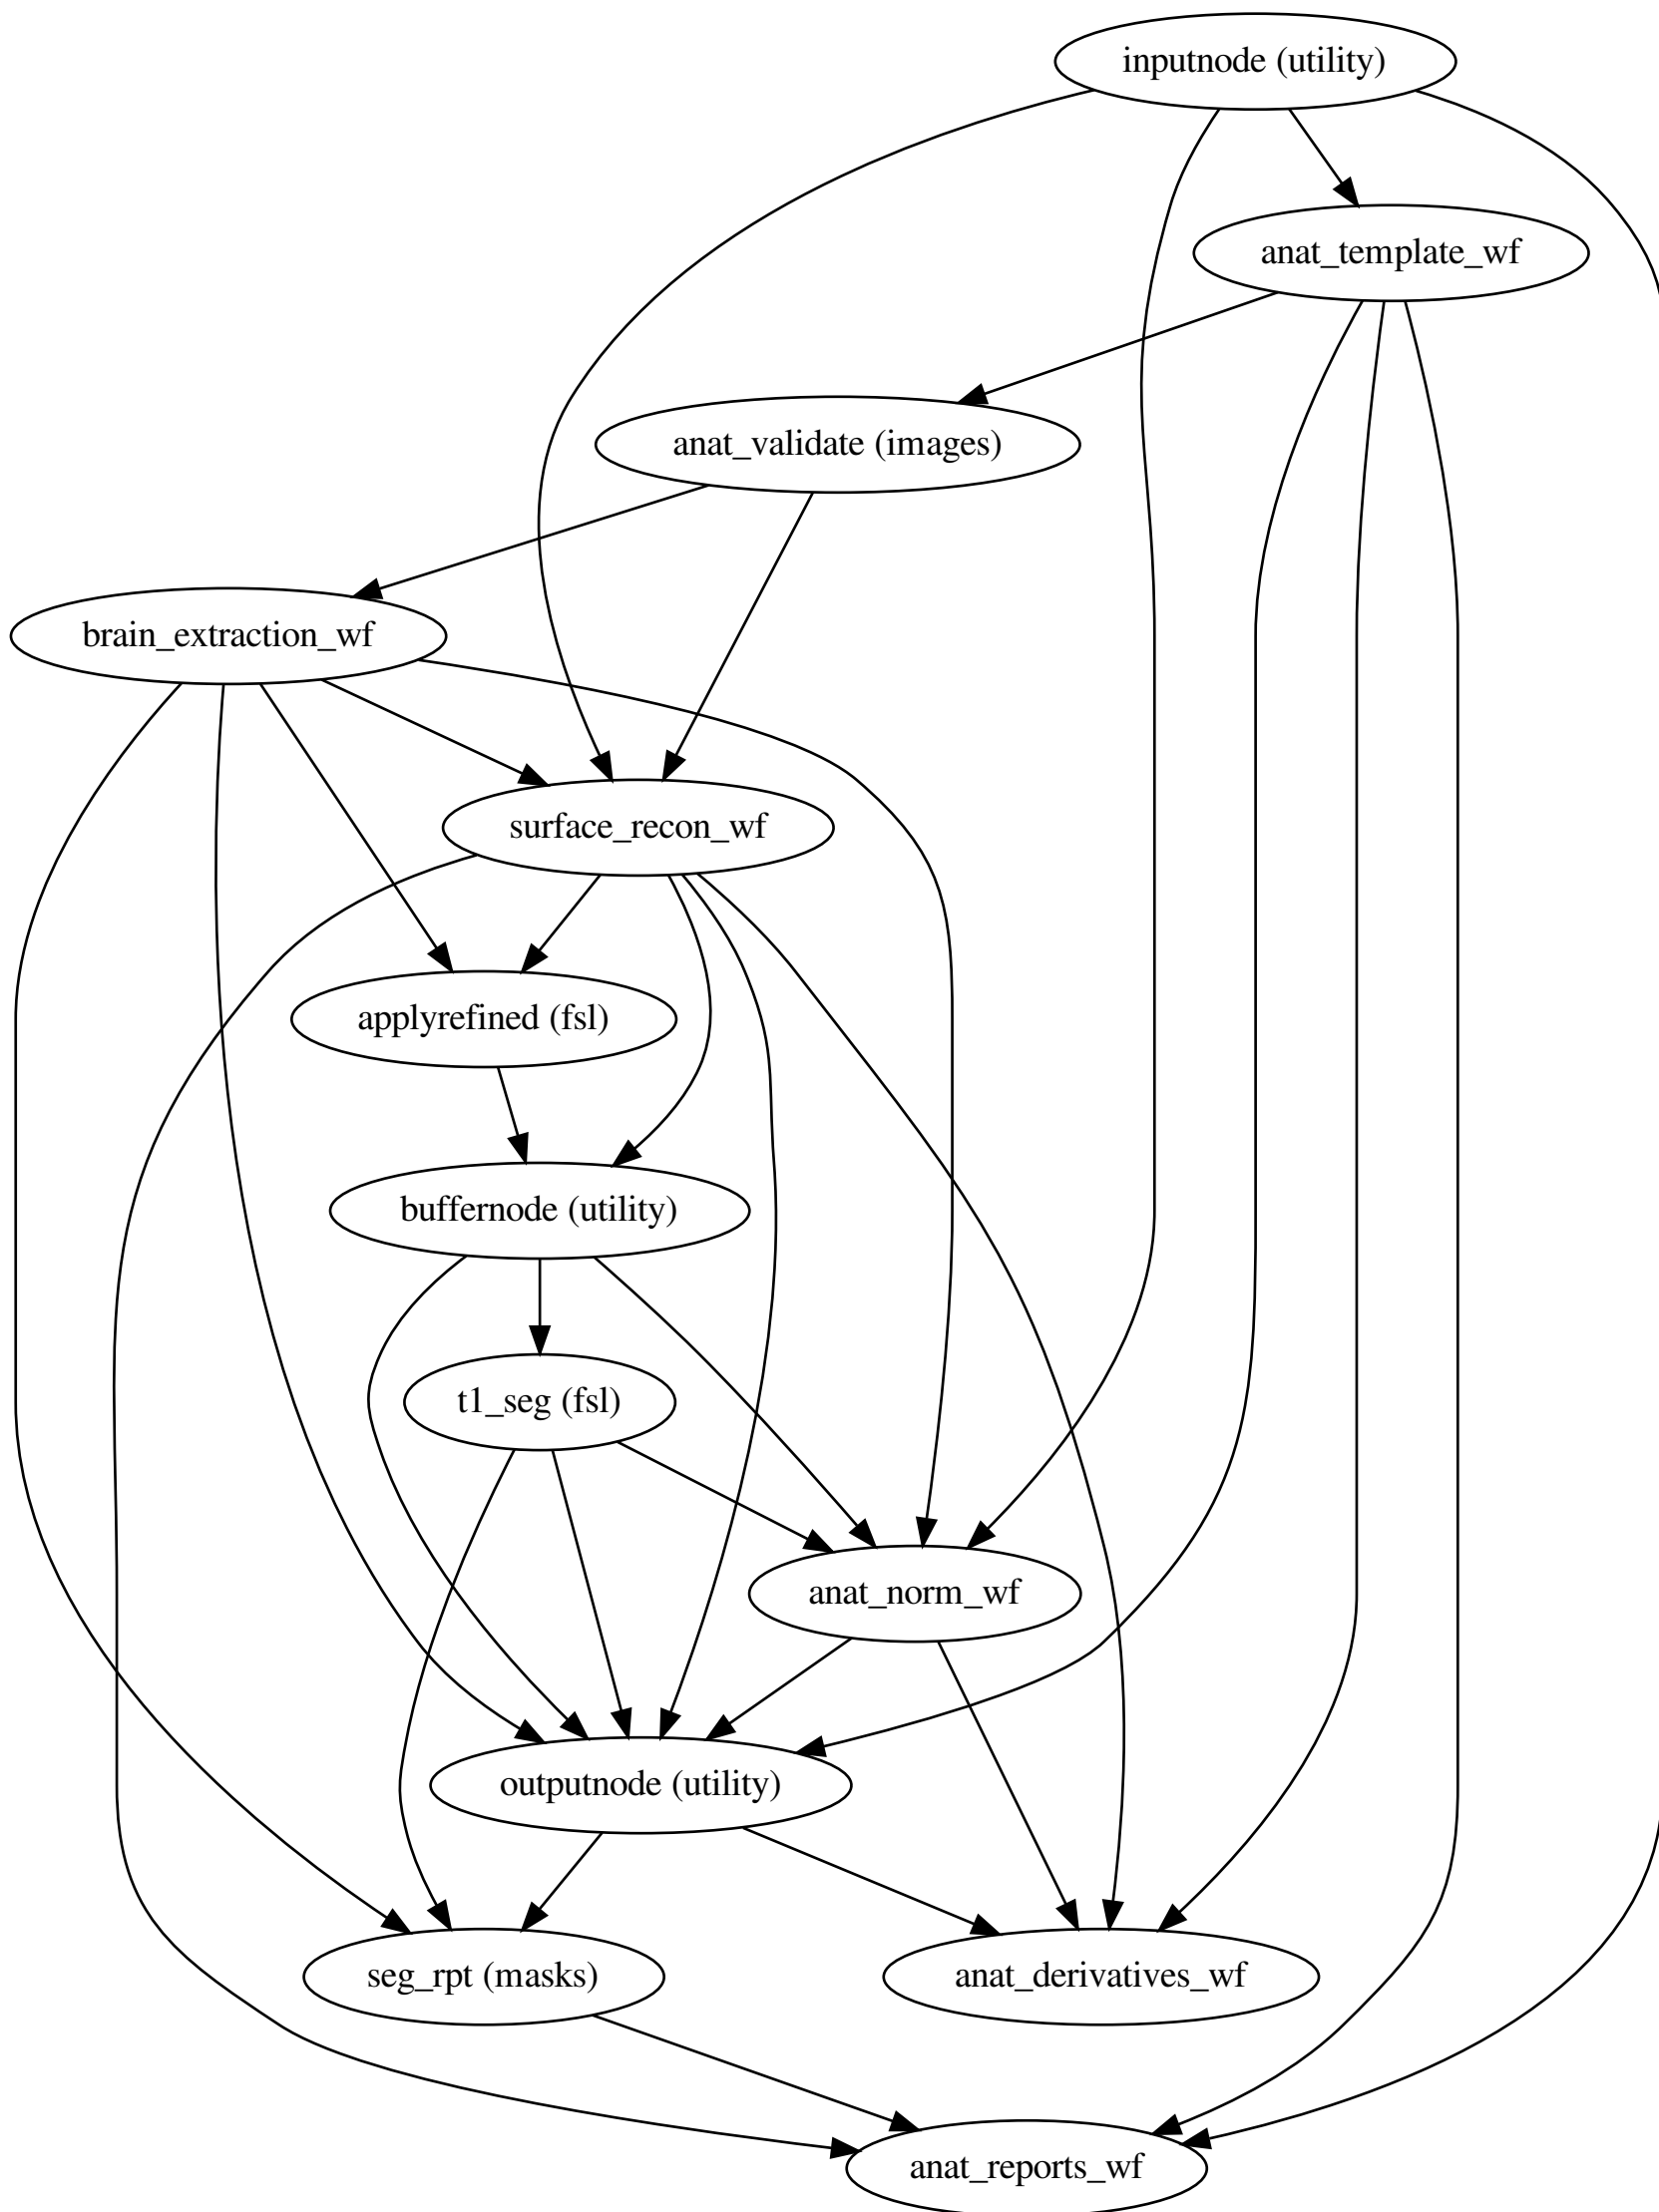 inputnode (utility)
anat_template_wf
anat_validate (images)
brain_extraction_wf
surface_recon_wf
applyrefined (fsl)
buffernode (utility)
t1_seg (fsl)
anat_norm_wf
outputnode (utility)
seg_rpt (masks)
anat_derivatives_wf
anat_reports_wf